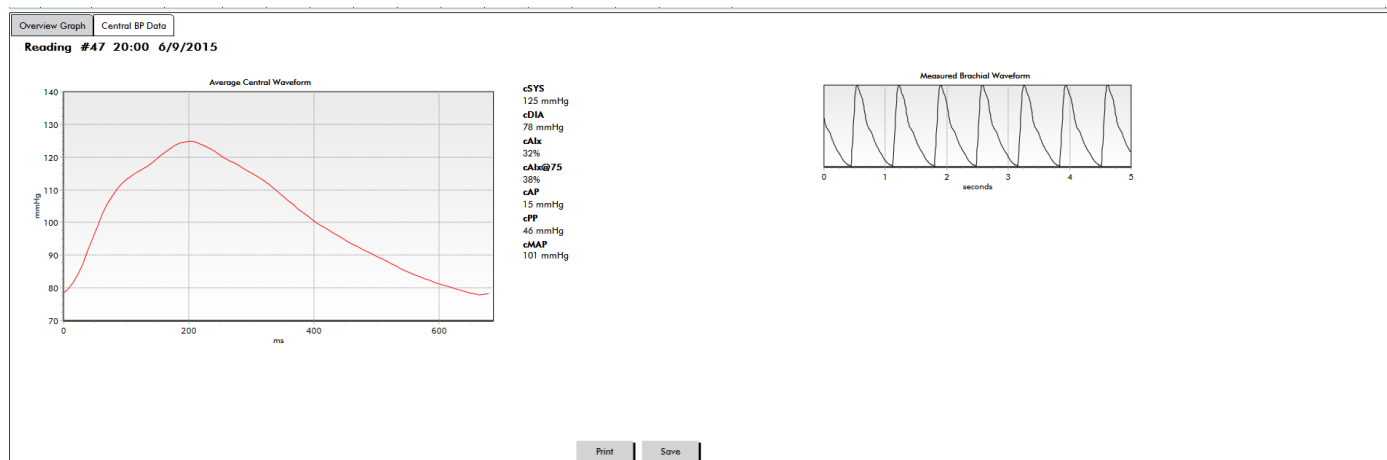 Overview Graph Central BP Data
Reading #47 20:00 6/9/2015
Average Central Waveform
140
130
120
110
100
90
80
70
mmHg
0 200 400 600
ms
cSYS
125 mmHg
cDIA
78 mmHg
cAIx
32%
cAIx@75
38%
cAP
15 mmHg
cPP
46 mmHg
cMAP
101 mmHg
Measured Brachial Waveform
0 1 2 3 4 5
seconds
Print Save